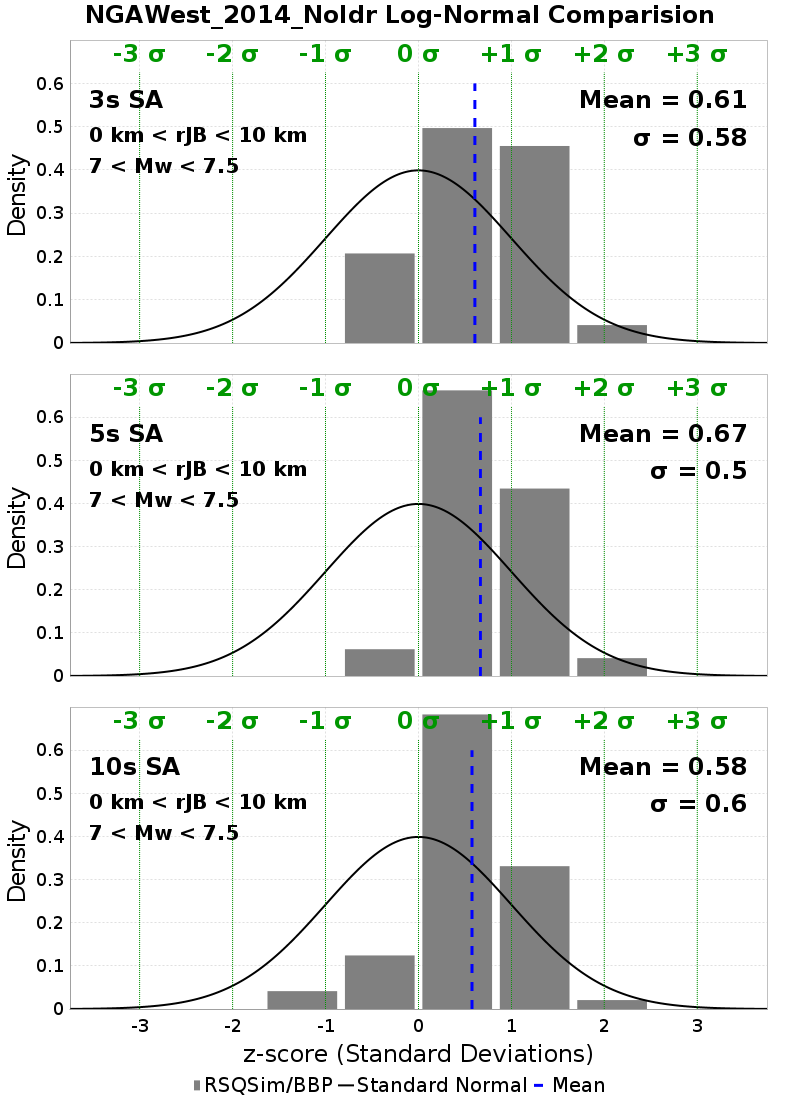 NGAWest_2014_NoIdr Log-Normal Comparision
-3 σ -2 σ -1 σ 0 σ +1 σ +2 σ +3 σ
3s SA
0 km < rJB < 10 km
7 < Mw < 7.5
Mean = 0.61
σ = 0.58
Density
0.6
0.5
0.4
0.3
0.2
0.1
0
-3 σ -2 σ -1 σ 0 σ +1 σ +2 σ +3 σ
5s SA
0 km < rJB < 10 km
7 < Mw < 7.5
Mean = 0.67
σ = 0.5
Density
0.6
0.5
0.4
0.3
0.2
0.1
0
-3 σ -2 σ -1 σ 0 σ +1 σ +2 σ +3 σ
10s SA
0 km < rJB < 10 km
7 < Mw < 7.5
Mean = 0.58
σ = 0.6
Density
0.6
0.5
0.4
0.3
0.2
0.1
0
-3 -2 -1 0 1 2 3
z-score (Standard Deviations)
RSQSim/BBP Standard Normal Mean